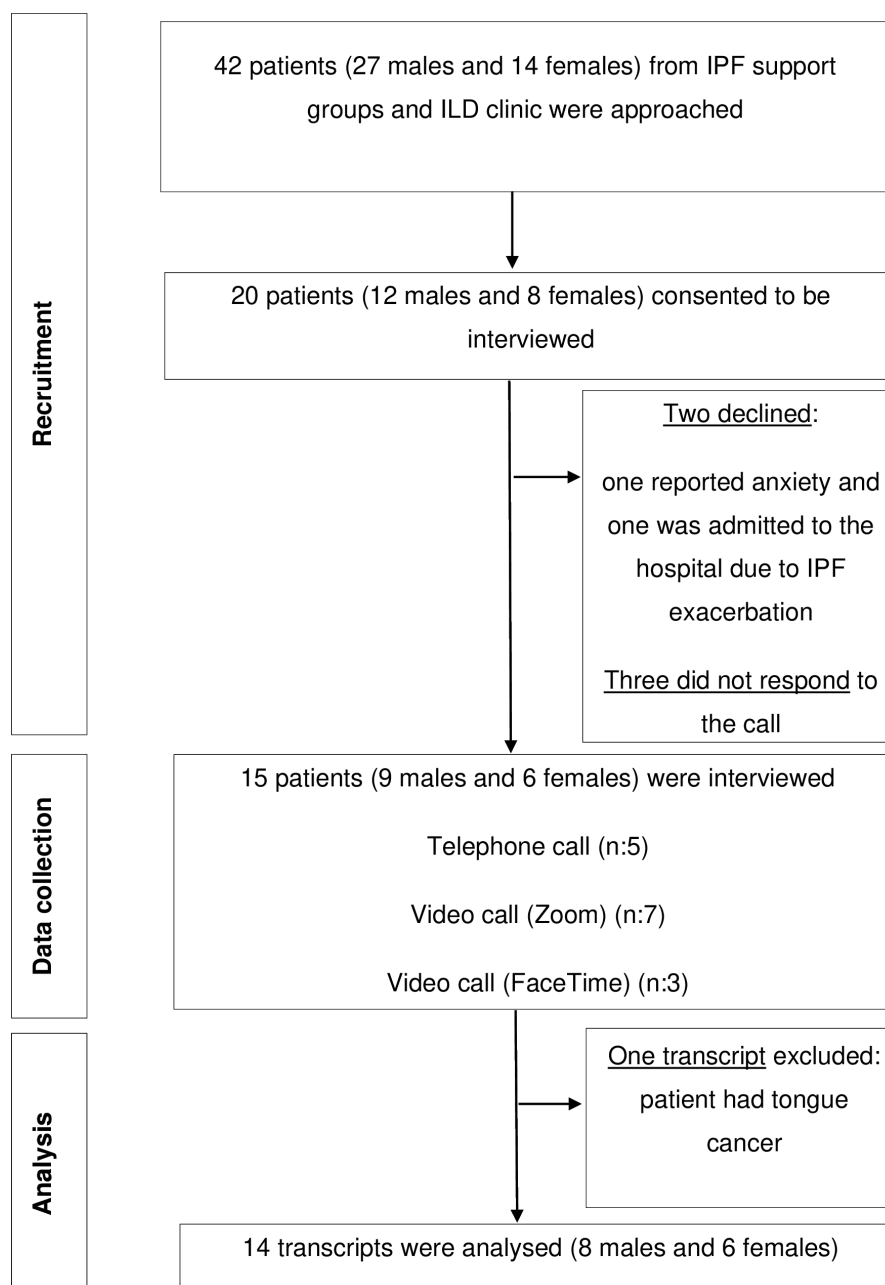 Recruitment
42 patients (27 males and 14 females) from IPF support
groups and ILD clinic were approached
20 patients (12 males and 8 females) consented to be
interviewed
Two declined:
one reported anxiety and
one was admitted to the
hospital due to IPF
exacerbation
Three did not respond to
the call
Data collection
15 patients (9 males and 6 females) were interviewed
Telephone call (n:5)
Video call (Zoom) (n:7)
Video call (FaceTime) (n:3)
Analysis
One transcript excluded:
patient had tongue
cancer
14 transcripts were analysed (8 males and 6 females)